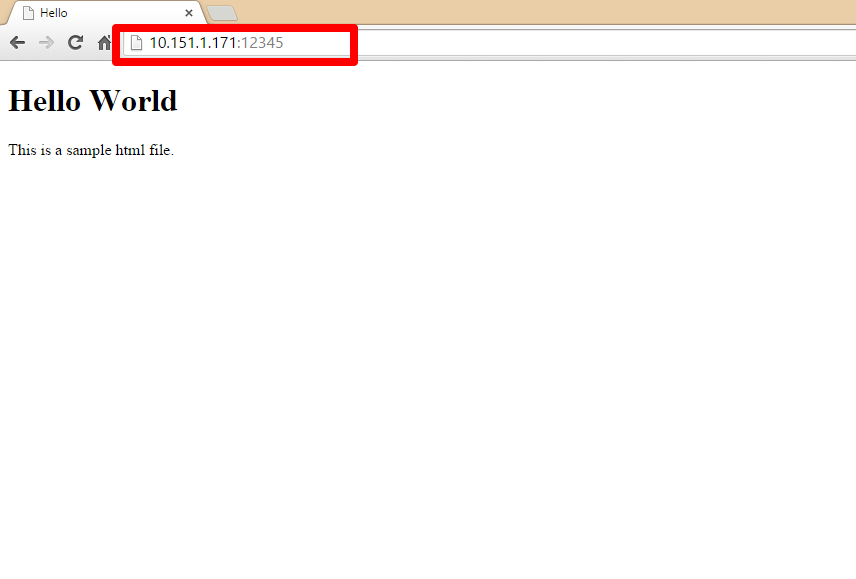 Hello
10.151.1.171:12345
Hello World
This is a sample html file.